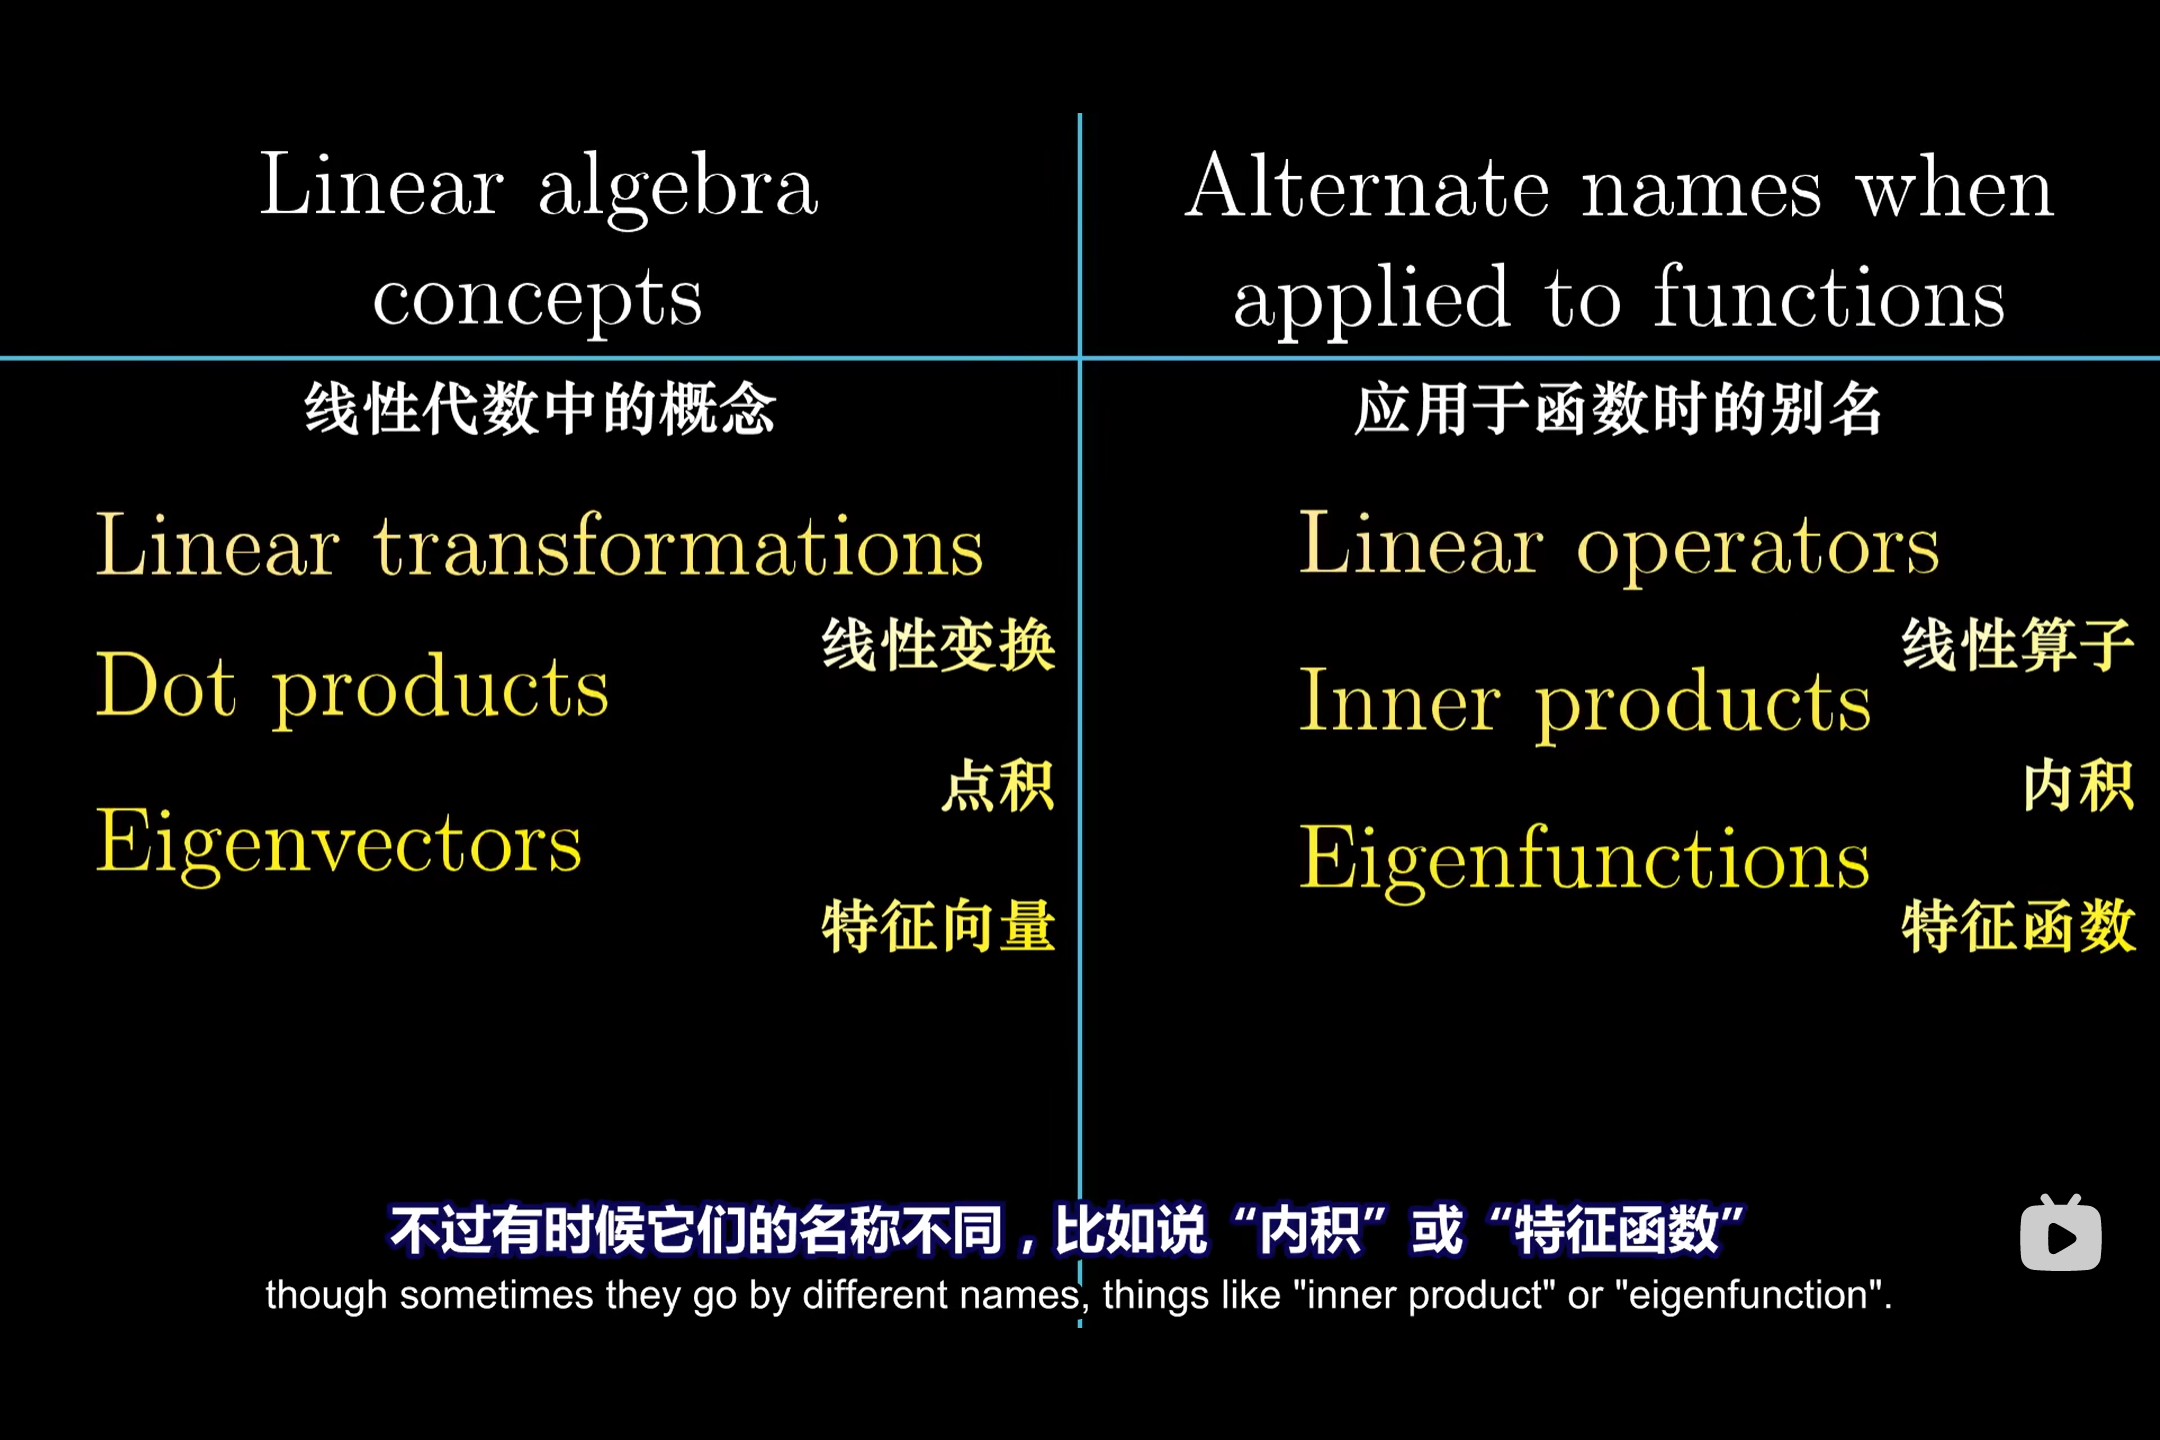 Linear algebra
concepts
线性代数中的概念
Linear transformations
线性变换
Dot products
点积
Eigenvectors
特征向量
Alternate names when
applied to functions
应用于函数时的别名
Linear operators
线性算子
Inner products
内积
Eigenfunctions
特征函数
不过有时候它们的名称不同，比如说“内积”或“特征函数”
though sometimes they go by different names, things like "inner product" or "eigenfunction".